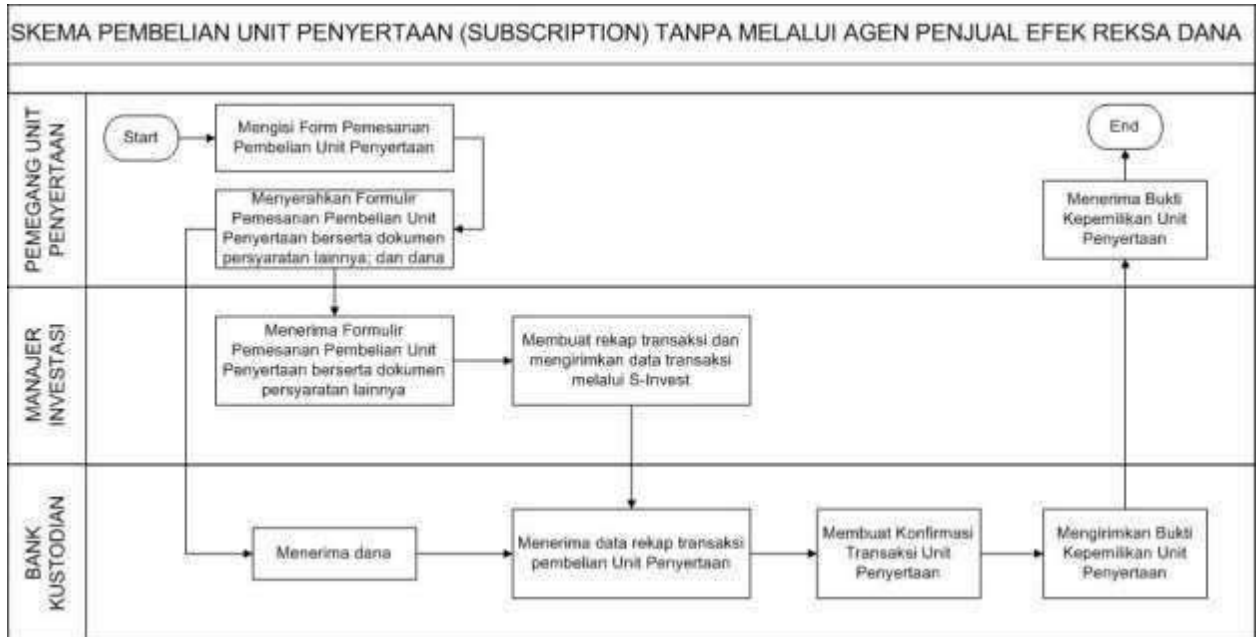 SKEMA PEMBELIAN UNIT PENYERTAAN (SUBSCRIPTION) TANPA MELALUI AGEN PENJUAL EFEK REKSA DANA
PEMEGANG UNIT
PENYERTAAN
Start
Mengisi Form Pemesanan
Pembelian Unit Penyertaan
Menyerahkan Formulir
Pemesanan Pembelian Unit
Penyertaan berserta dokumen
persyaratan lainnya; dan dana
End
Menerima Bukti
Kepemilikan Unit
Penyertaan
MANAJER
INVESTASI
Menerima Formulir
Pemesanan Pembelian Unit
Penyertaan berserta dokumen
persyaratan lainnya
Membuat rekap transaksi dan
mengirimkan data transaksi
melalui S-Invest
BANK
KUSTODIAN
Menerima dana
Menerima data rekap transaksi
pembelian Unit Penyertaan
Membuat Konfirmasi
Transaksi Unit
Penyertaan
Mengirimkan Bukti
Kepemilikan Unit
Penyertaan